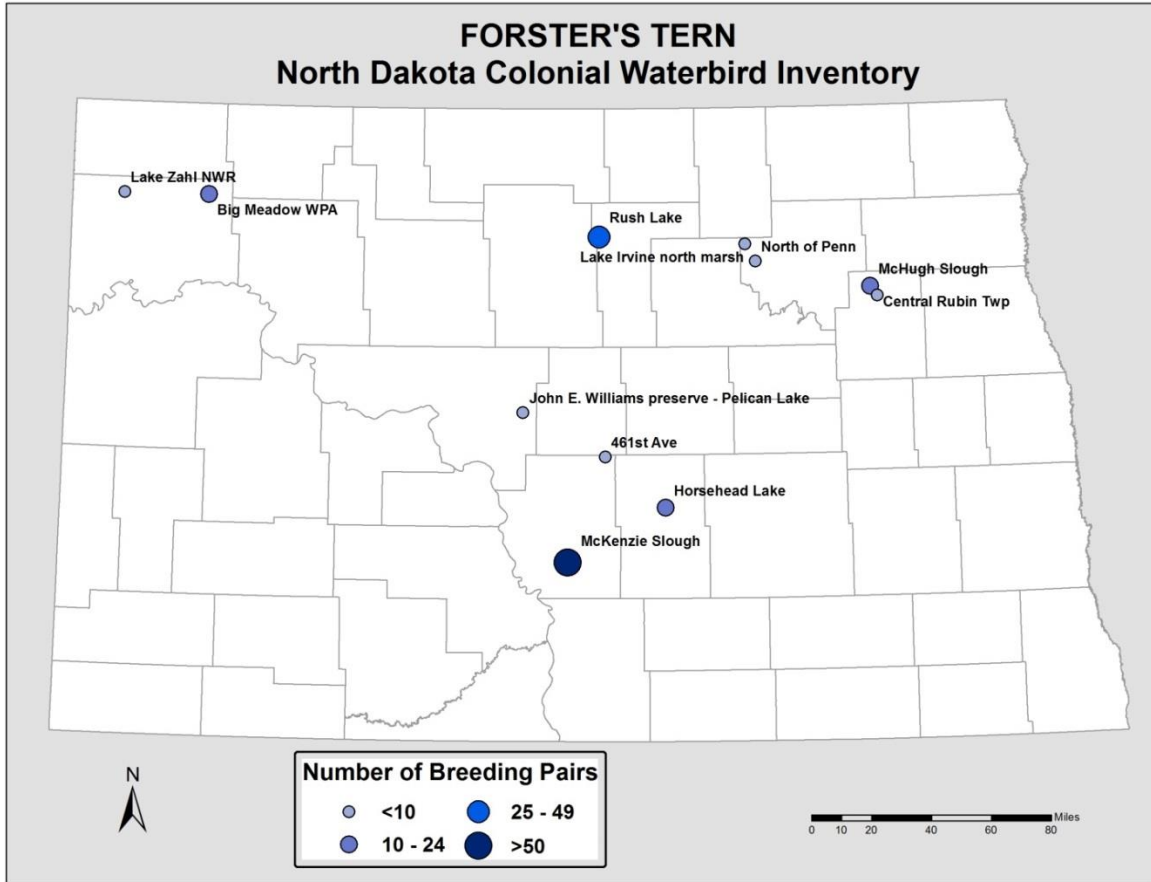 FORSTER'S TERN
North Dakota Colonial Waterbird Inventory
Lake Zahl NWR
Big Meadow WPA
Rush Lake
Lake Irvine north marsh
North of Penn
McHugh Slough
Central Rubin Twp
John E. Williams preserve - Pelican Lake
461st Ave
Horsehead Lake
McKenzie Slough
N
Number of Breeding Pairs
<10
25 - 49
10 - 24
>50
Miles
0 10 20 40 60 80